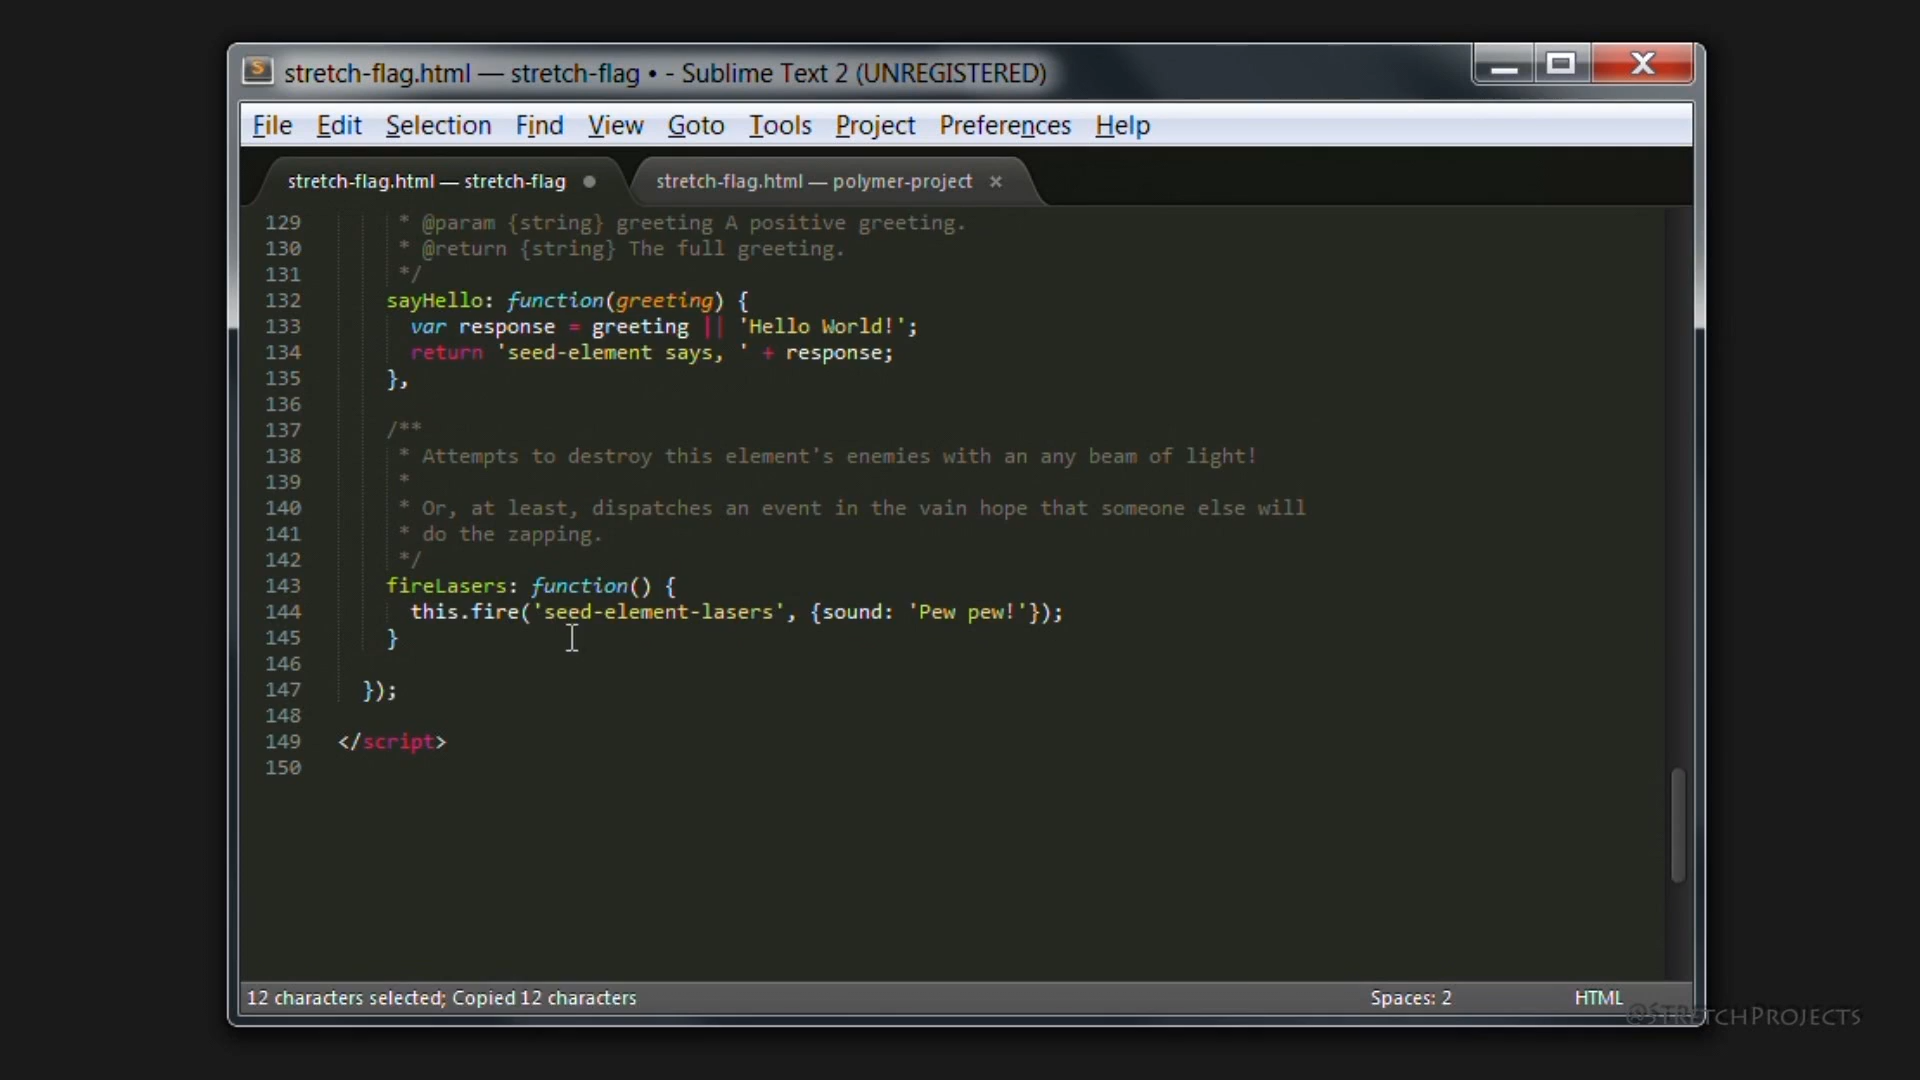 stretch-flag.html — stretch-flag • - Sublime Text 2 (UNREGISTERED)
File Edit Selection Find View Goto Tools Project Preferences Help
stretch-flag.html — stretch-flag ● stretch-flag.html — polymer-project ×
129 * @param {string} greeting A positive greeting.
130 * @return {string} The full greeting.
131 */
132 sayHello: function(greeting) {
133 var response = greeting || 'Hello World!';
134 return 'seed-element says, ' + response;
135 },
136
137 /**
138 * Attempts to destroy this element's enemies with an any beam of light!
139 *
140 * Or, at least, dispatches an event in the vain hope that someone else will
141 * do the zapping.
142 */
143 fireLasers: function() {
144 this.fire('seed-element-lasers', {sound: 'Pew pew!'});
145 }
146
147 });
148
149 </script>
150
12 characters selected; Copied 12 characters Spaces: 2 HTML
@StretchProjects